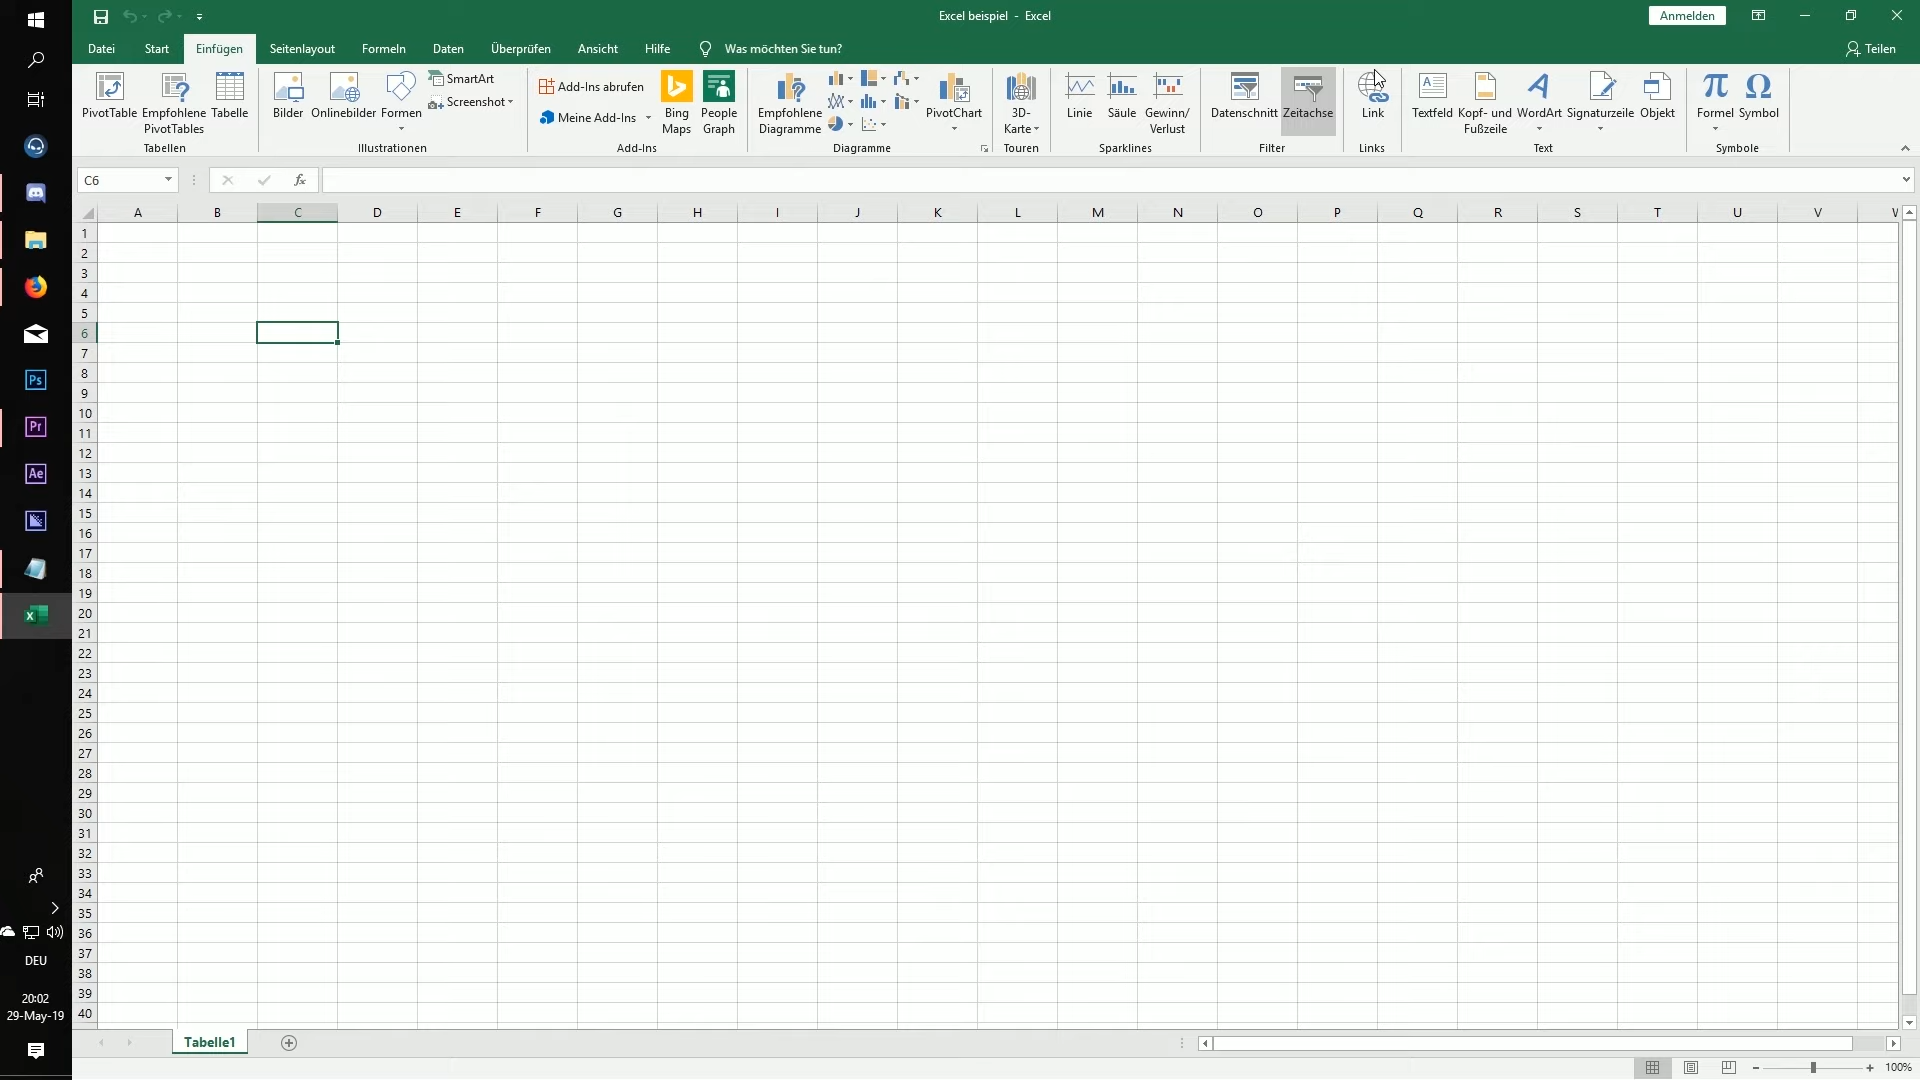 Excel beispiel - Excel
Anmelden
Datei Start Einfügen Seitenlayout Formeln Daten Überprüfen Ansicht Hilfe Was möchten Sie tun? Teilen
PivotTable
Empfohlene PivotTables
Tabelle
Tabellen
Bilder
Onlinebilder
Formen
SmartArt
Screenshot
Illustrationen
Add-Ins abrufen
Meine Add-Ins
Bing Maps
People Graph
Add-Ins
Empfohlene Diagramme
PivotChart
Diagramme
3D-Karte
Touren
Linie
Säule
Gewinn/Verlust
Sparklines
Datenschnitt
Zeitachse
Filter
Link
Links
Textfeld
Kopf- und Fußzeile
WordArt
Signaturzeile
Objekt
Text
Formel
Symbol
Symbole
C6
fx
A B C D E F G H I J K L M N O P Q R S T U V
1
2
3
4
5
6
7
8
9
10
11
12
13
14
15
16
17
18
19
20
21
22
23
24
25
26
27
28
29
30
31
32
33
34
35
36
37
38
39
40
Ps
Pr
Ae
DEU
20:02
29-May-19
Tabelle1
100%